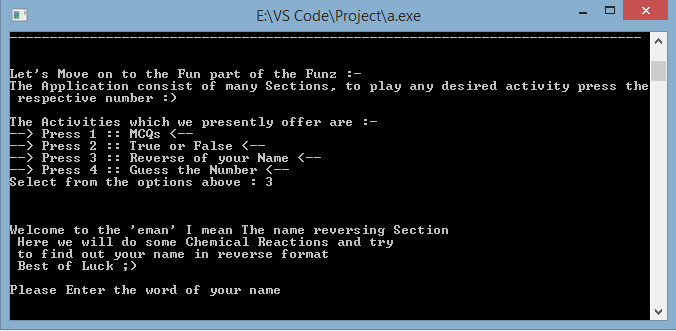 E:\VS Code\Project\a.exe
Let's Move on to the Fun part of the Funz :-
The Application consist of many Sections, to play any desired activity press the
respective number :)
The Activities which we presently offer are :-
--> Press 1 :: MCQs <--
--> Press 2 :: True or False <--
--> Press 3 :: Reverse of your Name <--
--> Press 4 :: Guess the Number <--
Select from the options above : 3
Welcome to the 'eman' I mean The name reversing Section
Here we will do some Chemical Reactions and try
to find out your name in reverse format
Best of Luck ;)
Please Enter the word of your name